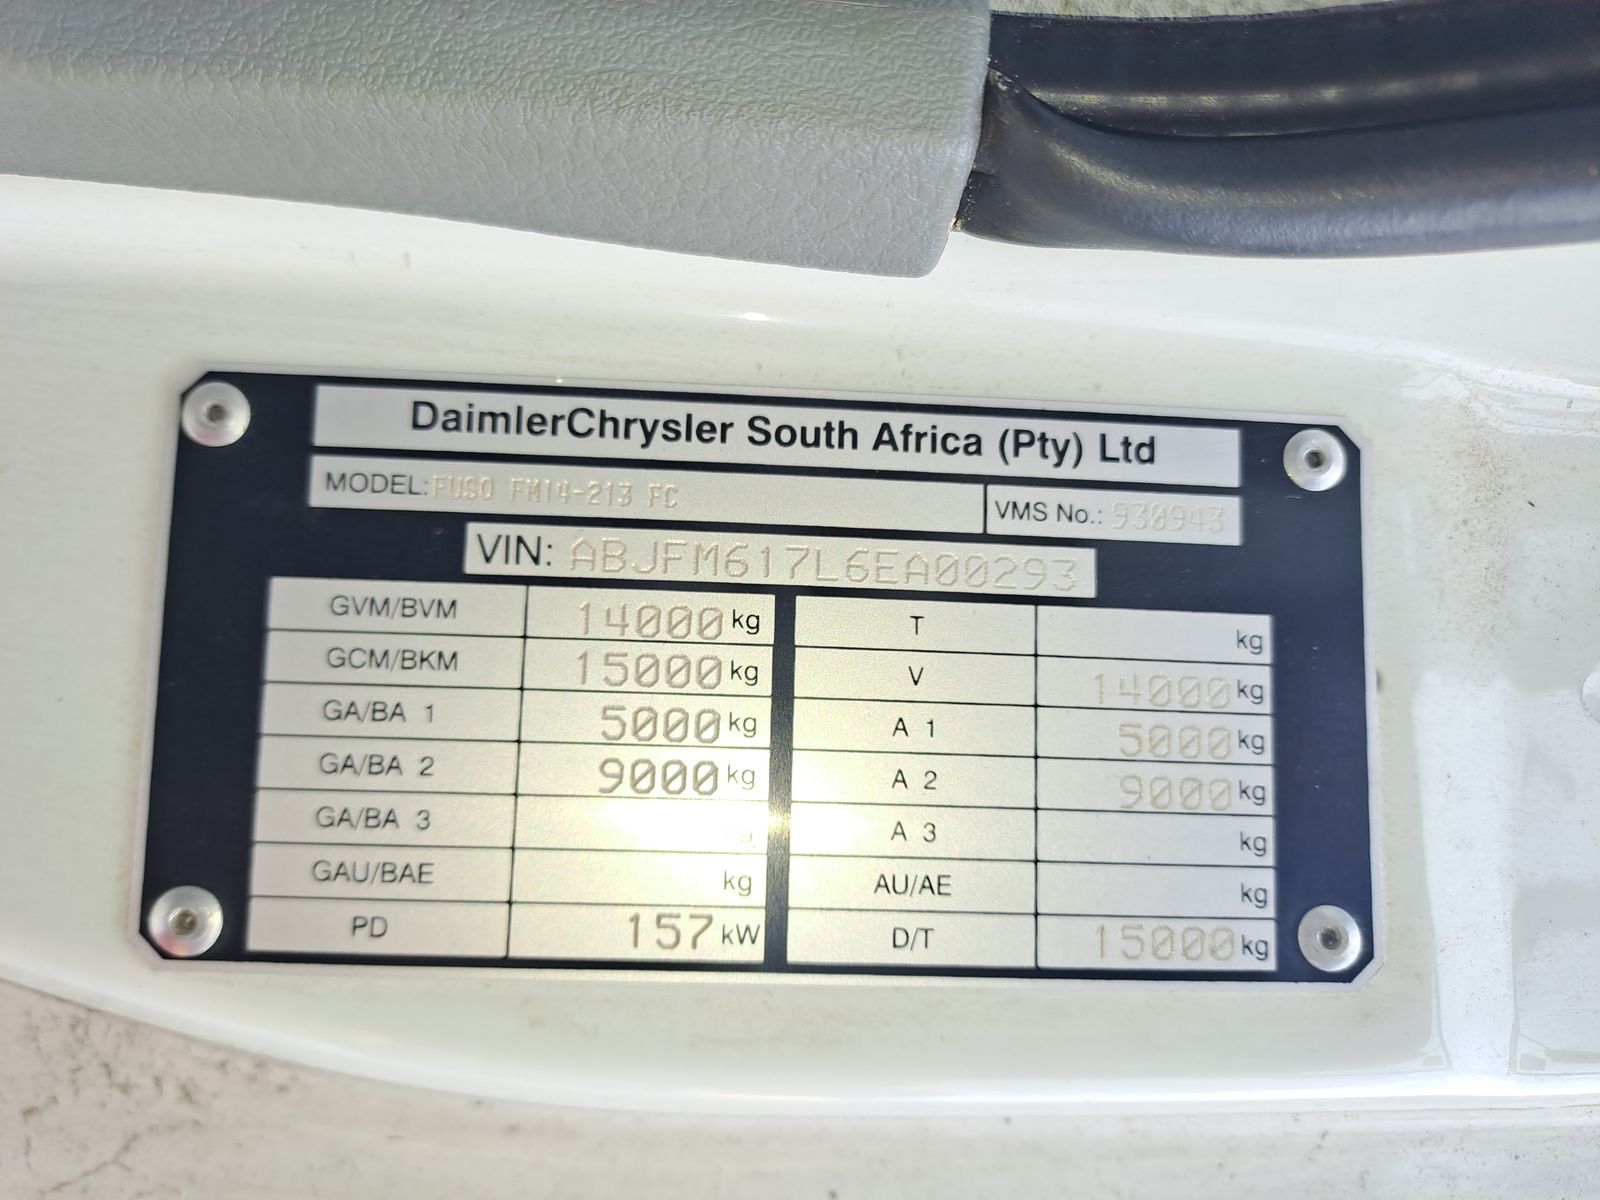 DaimlerChrysler South Africa (Pty) Ltd
MODEL: FUSO FM14-213 FC VMS No.: 930943
VIN: ABJFM617L6EA00293
GVM/BVM 14000 kg T kg
GCM/BKM 15000 kg V 14000 kg
GA/BA 1 5000 kg A 1 5000 kg
GA/BA 2 9000 kg A 2 9000 kg
GA/BA 3 kg A 3 kg
GAU/BAE kg AU/AE kg
PD 157 kW D/T 15000 kg